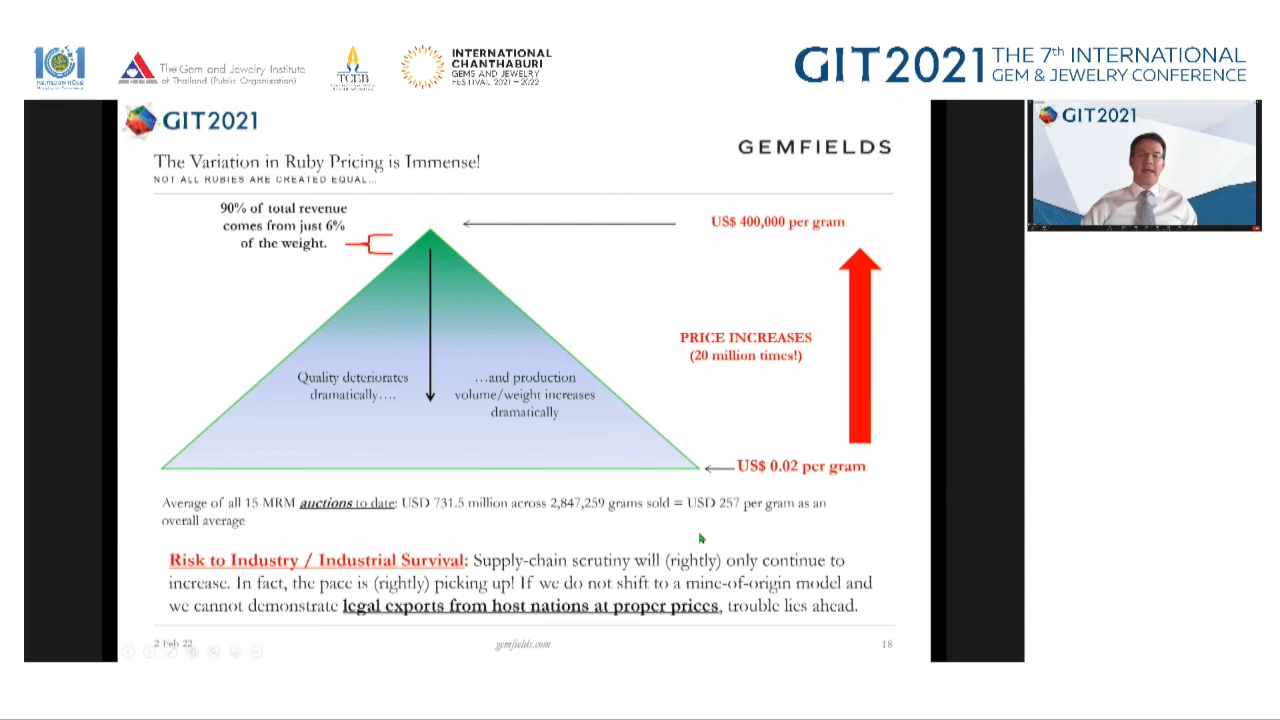 101
The Gem and Jewelry Institute
of Thailand (Public Organization)
TCEB
INTERNATIONAL
CHANTHABURI
GEMS AND JEWELRY
FESTIVAL 2021 - 2022
GIT2021 THE 7th INTERNATIONAL
GEM & JEWELRY CONFERENCE
GIT2021
GIT2021
GEMFIELDS
The Variation in Ruby Pricing is Immense!
NOT ALL RUBIES ARE CREATED EQUAL...
90% of total revenue
comes from just 6%
of the weight.
US$ 400,000 per gram
PRICE INCREASES
(20 million times!)
Quality deteriorates
dramatically….
…and production
volume/weight increases
dramatically
US$ 0.02 per gram
Average of all 15 MRM auctions to date: USD 731.5 million across 2,847,259 grams sold = USD 257 per gram as an
overall average
Risk to Industry / Industrial Survival: Supply-chain scrutiny will (rightly) only continue to
increase. In fact, the pace is (rightly) picking up! If we do not shift to a mine-of-origin model and
we cannot demonstrate legal exports from host nations at proper prices, trouble lies ahead.
2 Feb 22
gemfields.com
18